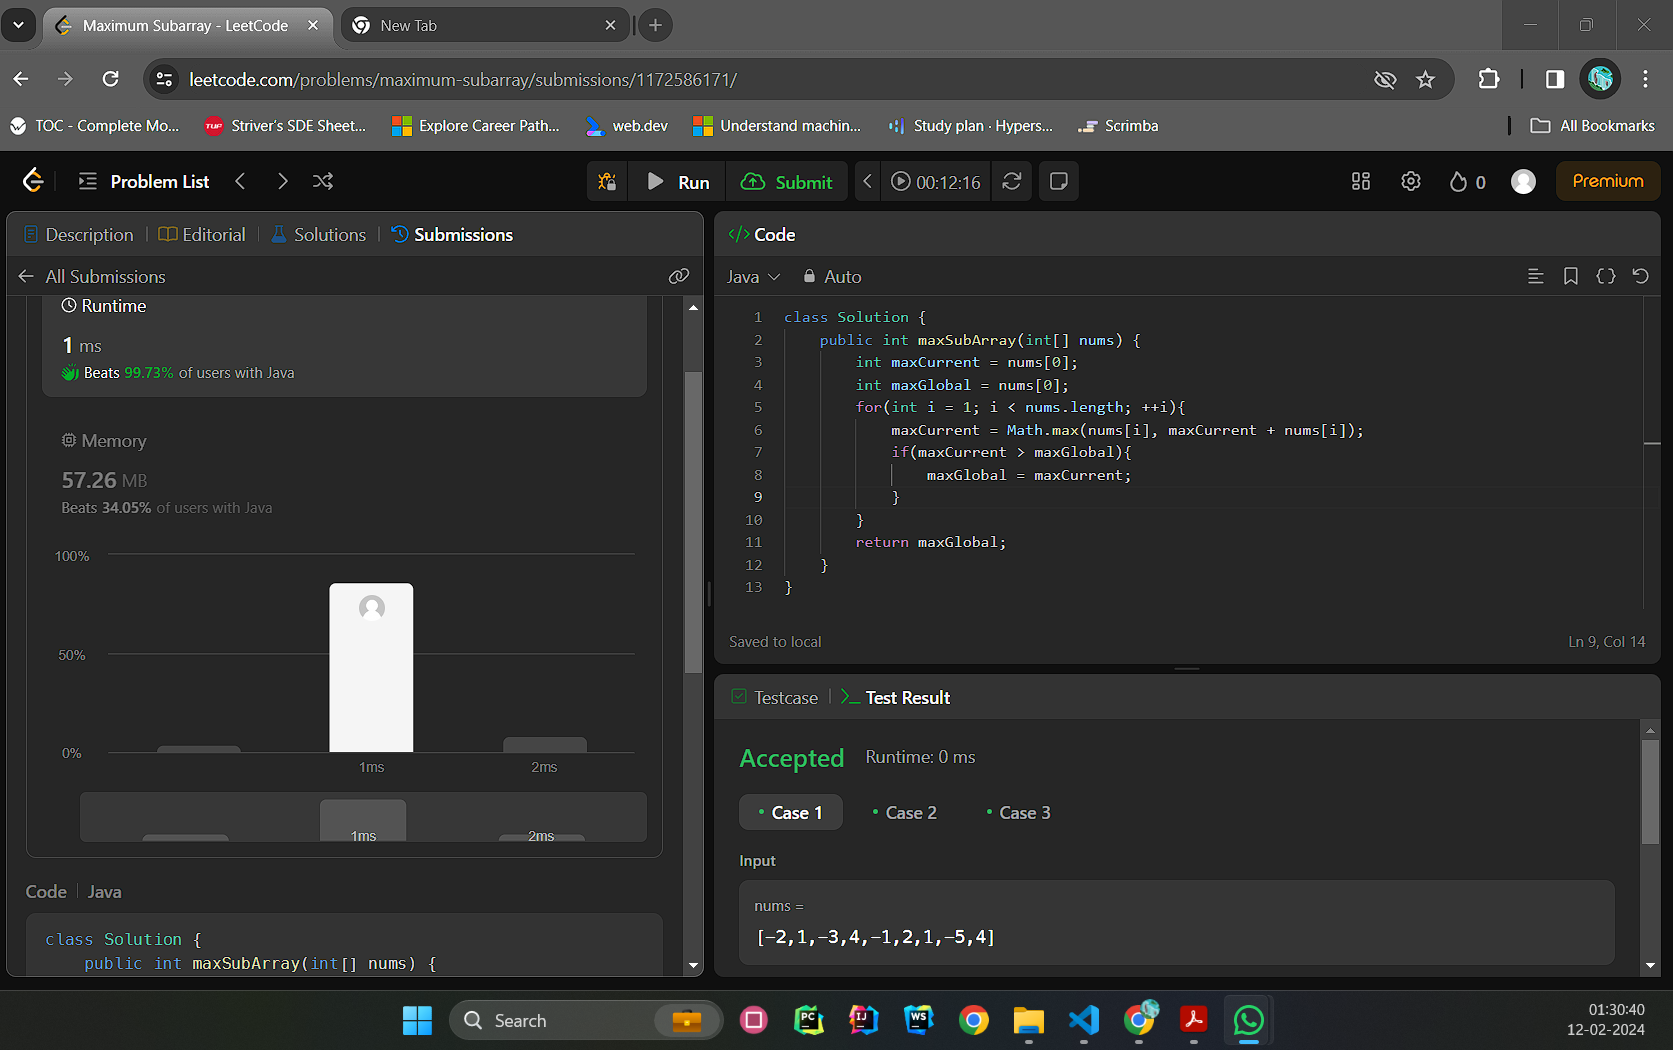 Maximum Subarray - LeetCode
New Tab
leetcode.com/problems/maximum-subarray/submissions/1172586171/
TOC - Complete Mo...
TUF
Striver's SDE Sheet...
Explore Career Path...
web.dev
Understand machin...
Study plan · Hypers...
Scrimba
All Bookmarks
Problem List
Run
Submit
00:12:16
0
Premium
Description
Editorial
Solutions
Submissions
</> Code
All Submissions
Java
Auto
Runtime
1 ms
Beats 99.73% of users with Java
Memory
57.26 MB
Beats 34.05% of users with Java
100%
50%
0%
1ms
2ms
1ms
2ms
Code
Java
class Solution {
public int maxSubArray(int[] nums) {
1 class Solution {
2 public int maxSubArray(int[] nums) {
3 int maxCurrent = nums[0];
4 int maxGlobal = nums[0];
5 for(int i = 1; i < nums.length; ++i){
6 maxCurrent = Math.max(nums[i], maxCurrent + nums[i]);
7 if(maxCurrent > maxGlobal){
8 maxGlobal = maxCurrent;
9 }
10 }
11 return maxGlobal;
12 }
13 }
Saved to local
Ln 9, Col 14
Testcase
Test Result
Accepted
Runtime: 0 ms
Case 1
Case 2
Case 3
Input
nums =
[-2,1,-3,4,-1,2,1,-5,4]
Search
PC
IJ
WS
01:30:40
12-02-2024